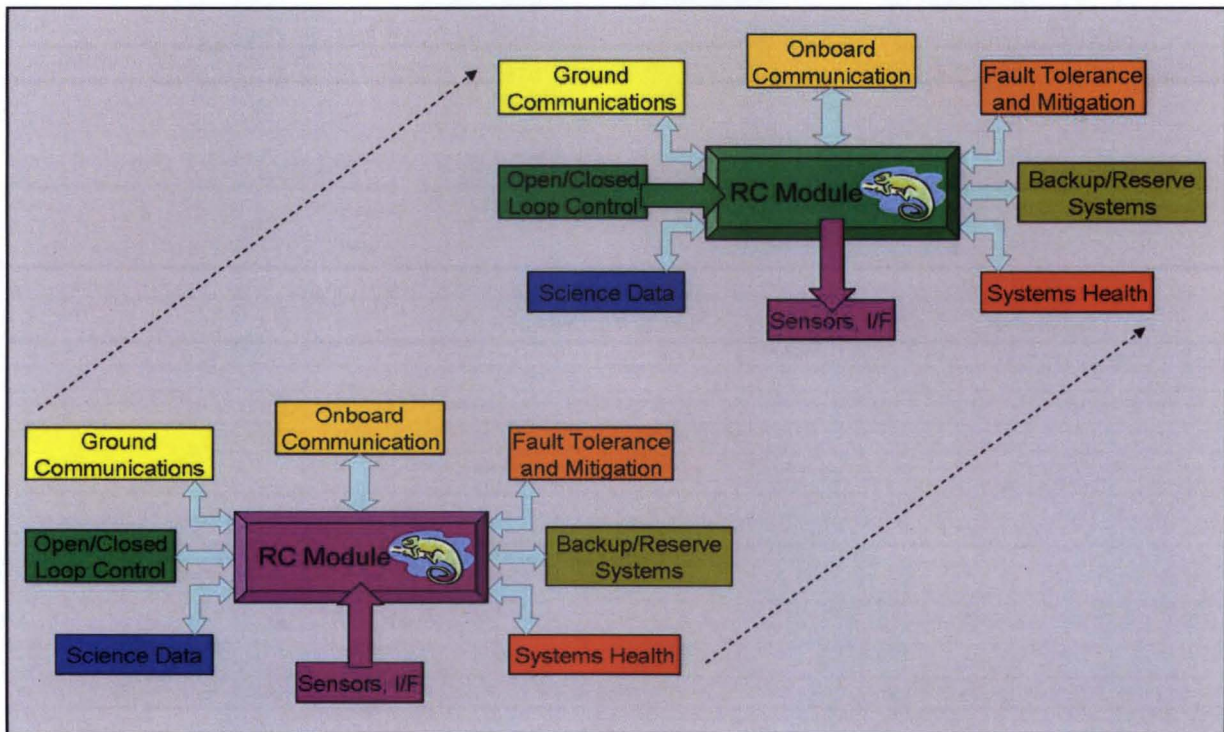 Onboard
Communication
Ground
Communications
Fault Tolerance
and Mitigation
Open/Closed
Loop Control
RC Module
Backup/Reserve
Systems
Science Data
Systems Health
Sensors, I/F
Onboard
Communication
Ground
Communications
Fault Tolerance
and Mitigation
Open/Closed
Loop Control
RC Module
Backup/Reserve
Systems
Science Data
Systems Health
Sensors, I/F